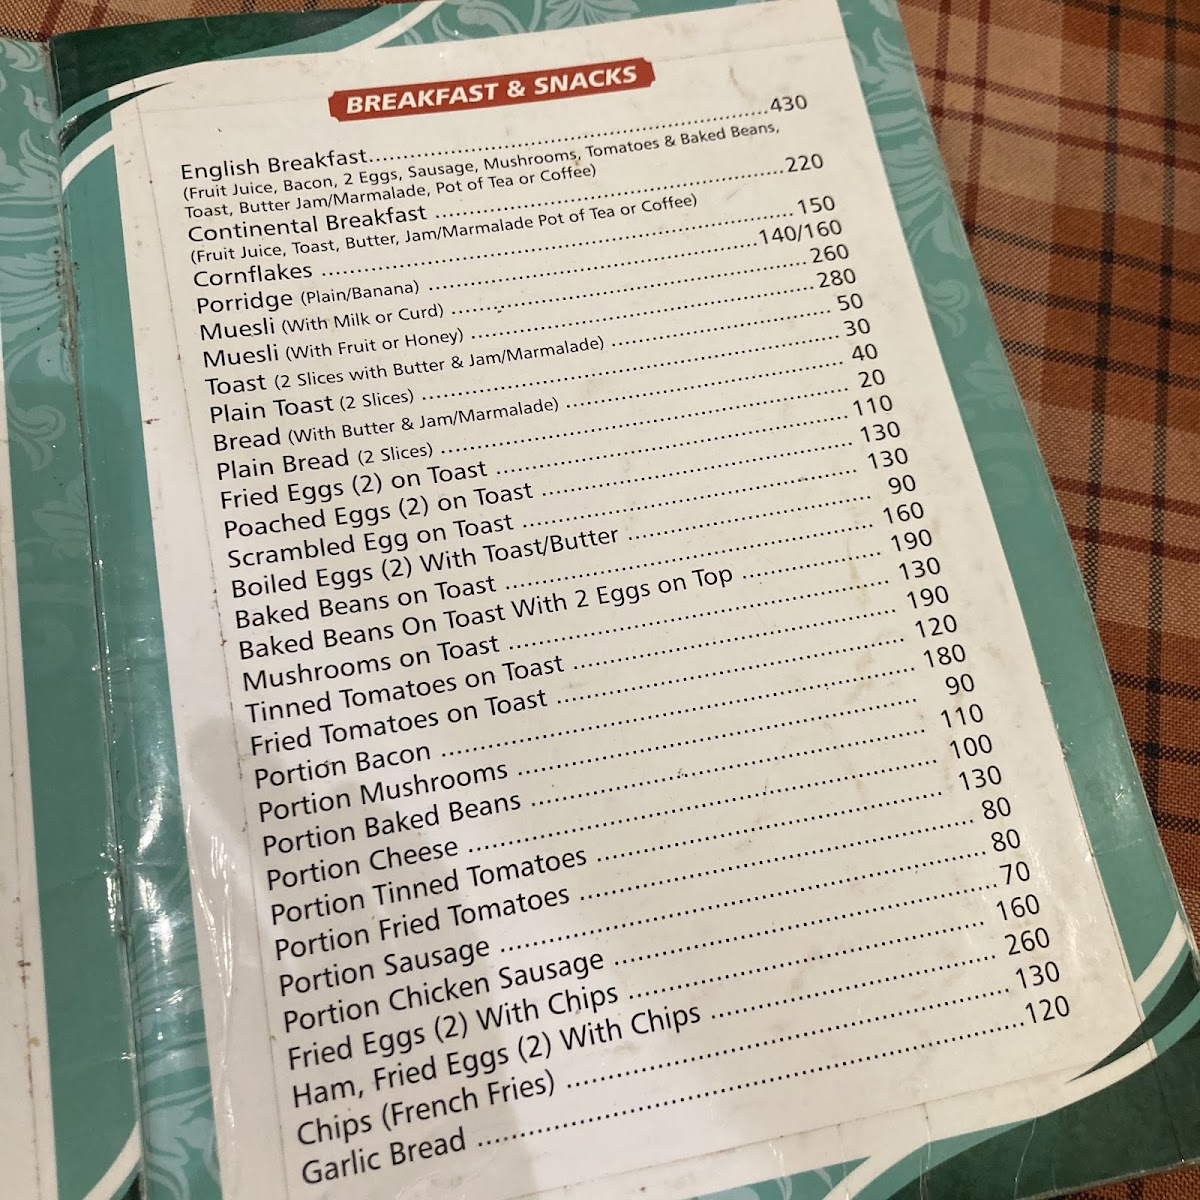 BREAKFAST & SNACKS
English Breakfast..........430
(Fruit Juice, Bacon, 2 Eggs, Sausage, Mushrooms, Tomatoes & Baked Beans,
Toast, Butter Jam/Marmalade, Pot of Tea or Coffee)
Continental Breakfast ..........220
(Fruit Juice, Toast, Butter, Jam/Marmalade Pot of Tea or Coffee)
Cornflakes ..........150
Porridge (Plain/Banana) ..........140/160
Muesli (With Milk or Curd) ..........260
Muesli (With Fruit or Honey) ..........280
Toast (2 Slices with Butter & Jam/Marmalade) .......... 50
Plain Toast (2 Slices) .......... 30
Bread (With Butter & Jam/Marmalade) .......... 40
Plain Bread (2 Slices) .......... 20
Fried Eggs (2) on Toast ..........110
Poached Eggs (2) on Toast .......... 130
Scrambled Egg on Toast .......... 130
Boiled Eggs (2) With Toast/Butter .......... 90
Baked Beans on Toast .......... 160
Baked Beans On Toast With 2 Eggs on Top .......... 190
Mushrooms on Toast .......... 130
Tinned Tomatoes on Toast .......... 190
Fried Tomatoes on Toast .......... 120
Portion Bacon .......... 180
Portion Mushrooms .......... 90
Portion Baked Beans .......... 110
Portion Cheese .......... 100
Portion Tinned Tomatoes .......... 130
Portion Fried Tomatoes .......... 80
Portion Sausage .......... 80
Portion Chicken Sausage ..........70
Fried Eggs (2) With Chips .......... 160
Ham, Fried Eggs (2) With Chips .......... 260
Chips (French Fries) .......... 130
Garlic Bread ..........120